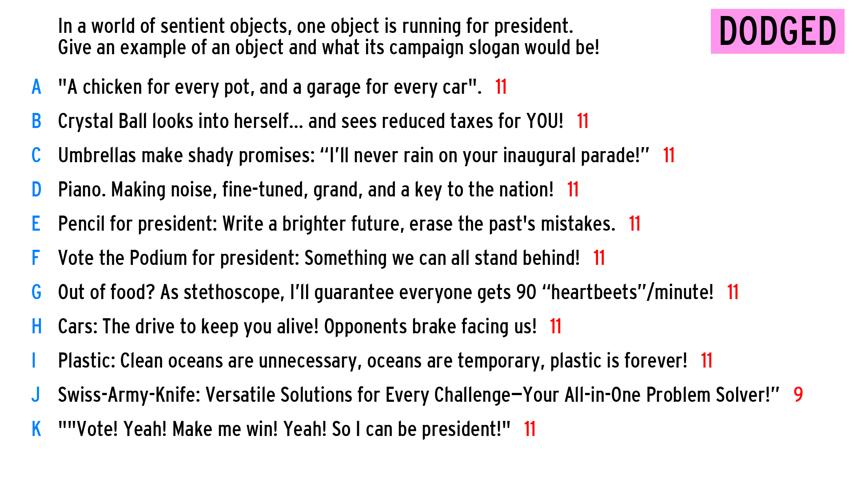 In a world of sentient objects, one object is running for president.
Give an example of an object and what its campaign slogan would be!
DODGED
A "A chicken for every pot, and a garage for every car". 11
B Crystal Ball looks into herself... and sees reduced taxes for YOU! 11
C Umbrellas make shady promises: “I’ll never rain on your inaugural parade!” 11
D Piano. Making noise, fine-tuned, grand, and a key to the nation! 11
E Pencil for president: Write a brighter future, erase the past's mistakes. 11
F Vote the Podium for president: Something we can all stand behind! 11
G Out of food? As stethoscope, I’ll guarantee everyone gets 90 “heartbeets”/minute! 11
H Cars: The drive to keep you alive! Opponents brake facing us! 11
I Plastic: Clean oceans are unnecessary, oceans are temporary, plastic is forever! 11
J Swiss-Army-Knife: Versatile Solutions for Every Challenge—Your All-in-One Problem Solver!” 9
K ""Vote! Yeah! Make me win! Yeah! So I can be president!" 11